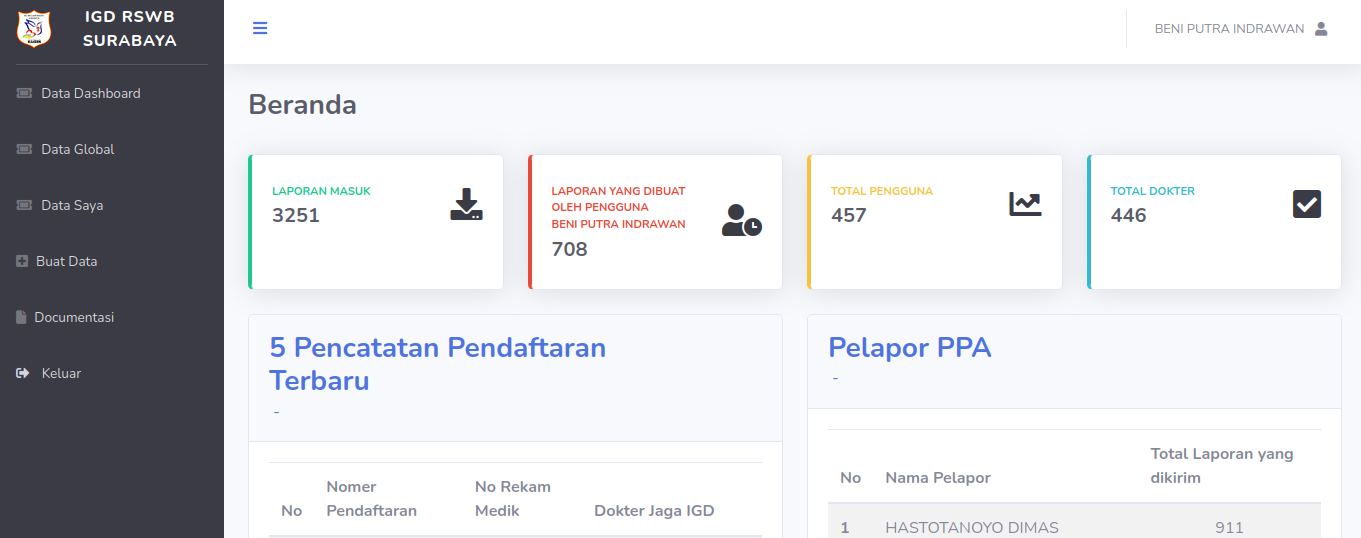 IGD RSWB
SURABAYA
BENI PUTRA INDRAWAN
Data Dashboard
Data Global
Data Saya
Buat Data
Documentasi
Keluar
Beranda
LAPORAN MASUK
3251
LAPORAN YANG DIBUAT
OLEH PENGGUNA
BENI PUTRA INDRAWAN
708
TOTAL PENGGUNA
457
TOTAL DOKTER
446
5 Pencatatan Pendaftaran
Terbaru
-
No Nomer Pendaftaran No Rekam Medik Dokter Jaga IGD
Pelapor PPA
-
No Nama Pelapor Total Laporan yang dikirim
1 HASTOTANOYO DIMAS 911